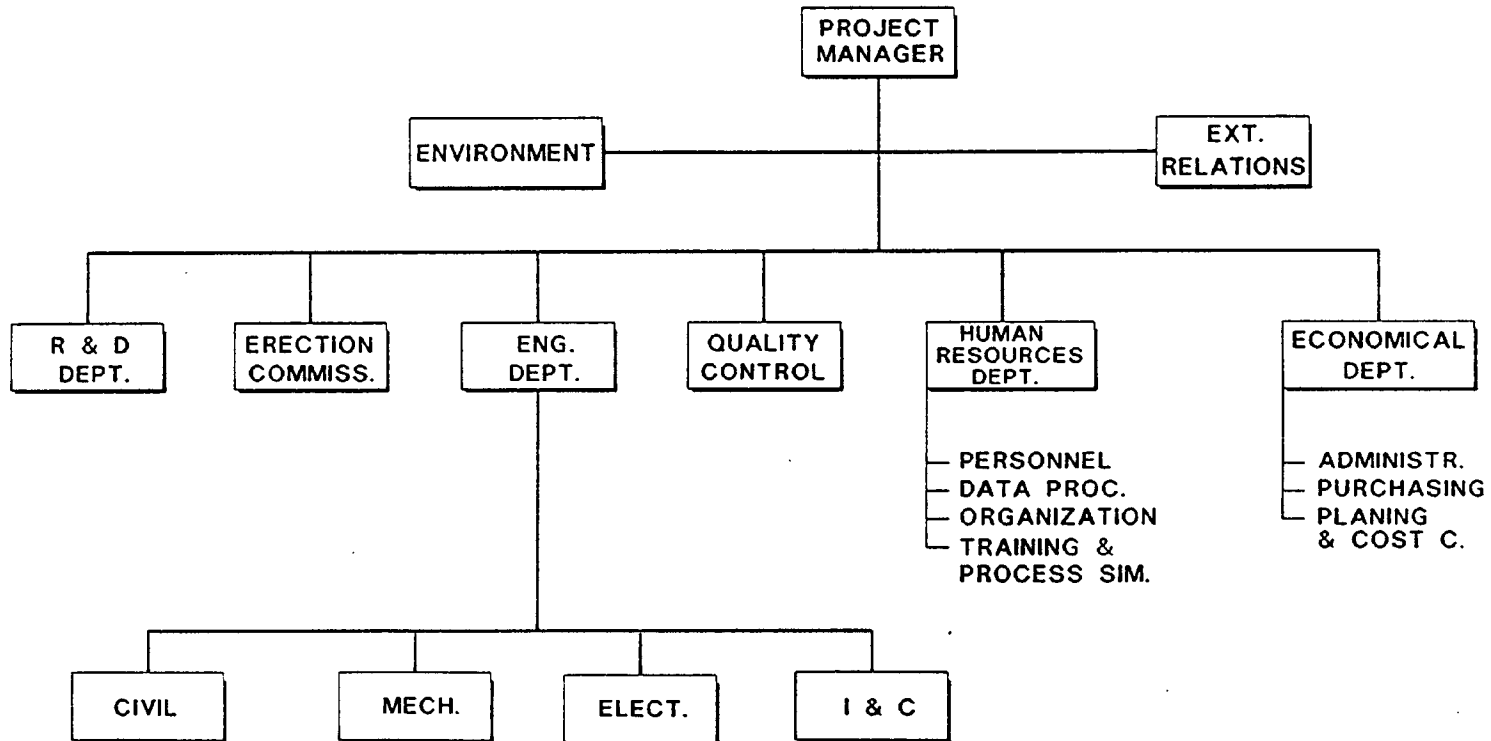 PROJECT
MANAGER
ENVIRONMENT
EXT.
RELATIONS
R & D
DEPT.
ERECTION
COMMISS.
ENG.
DEPT.
QUALITY
CONTROL
HUMAN
RESOURCES
DEPT.
ECONOMICAL
DEPT.
PERSONNEL
DATA PROC.
ORGANIZATION
TRAINING &
PROCESS SIM.
ADMINISTR.
PURCHASING
PLANING
& COST C.
CIVIL
MECH.
ELECT.
I & C